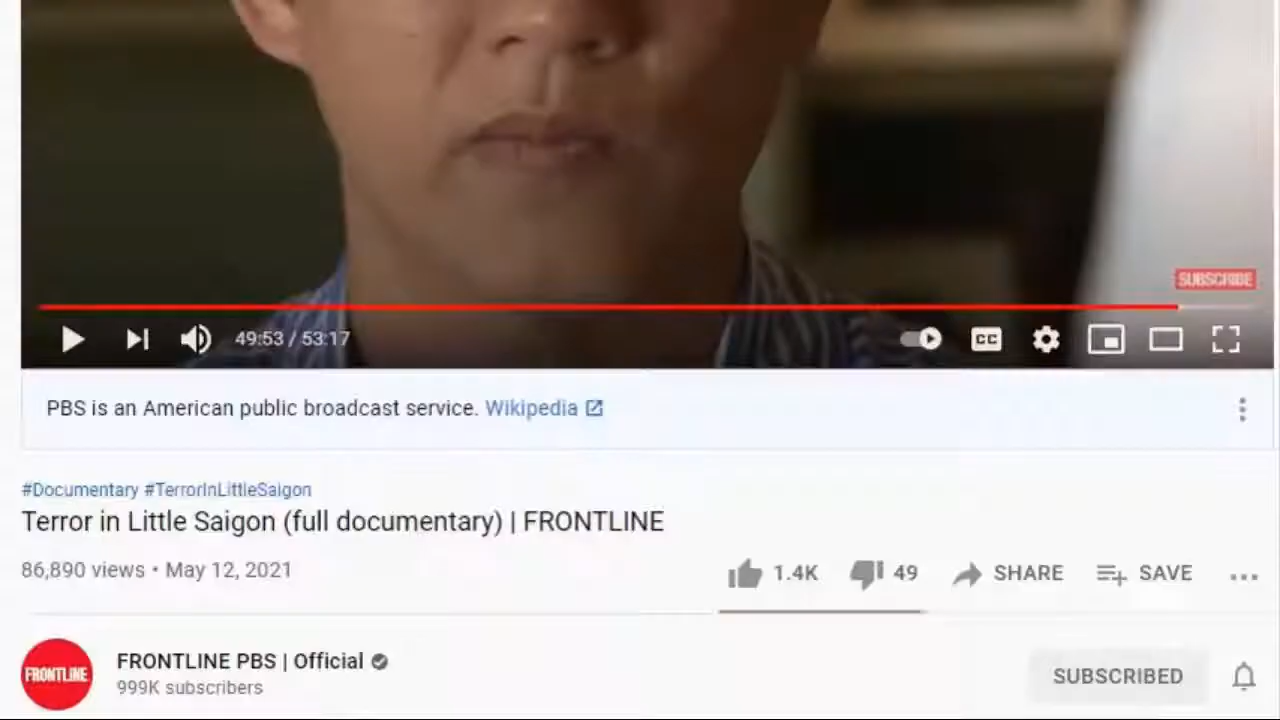 SUBSCRIBE
49:53 / 53:17
CC
PBS is an American public broadcast service. Wikipedia
#Documentary #TerrorInLittleSaigon
Terror in Little Saigon (full documentary) | FRONTLINE
86,890 views • May 12, 2021
1.4K 49 SHARE SAVE
FRONTLINE
FRONTLINE PBS | Official
999K subscribers
SUBSCRIBED